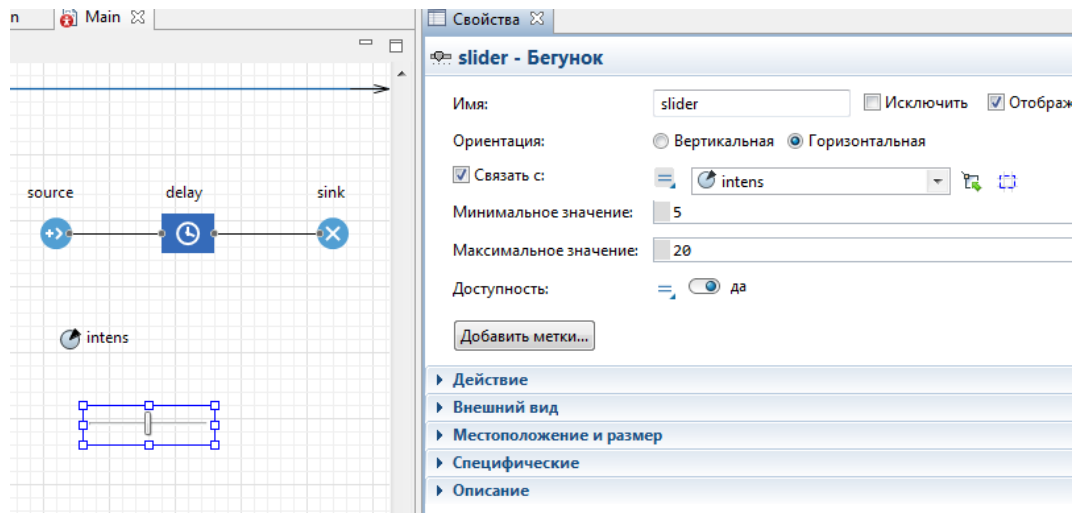 n Main Свойства
slider - Бегунок
Имя: slider Исключить Отображ
Ориентация: Вертикальная Горизонтальная
source delay sink Связать с: intens
Минимальное значение: 5
Максимальное значение: 20
Доступность: да
intens Добавить метки...
Действие
Внешний вид
Местоположение и размер
Специфические
Описание